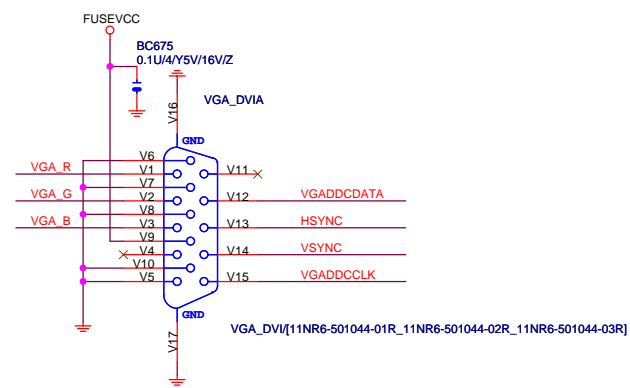 FUSEVCC
BC675
0.1U/4/Y5V/16V/Z
VGA_DVIA
V16
GND
V6
VGA_R V1 V11
V7
VGA_G V2 V12 VGADDCDATA
V8
VGA_B V3 V13 HSYNC
V9
V4 V14 VSYNC
V10
V5 V15 VGADDCCLK
GND
V17
VGA_DVI/[11NR6-501044-01R_11NR6-501044-02R_11NR6-501044-03R]